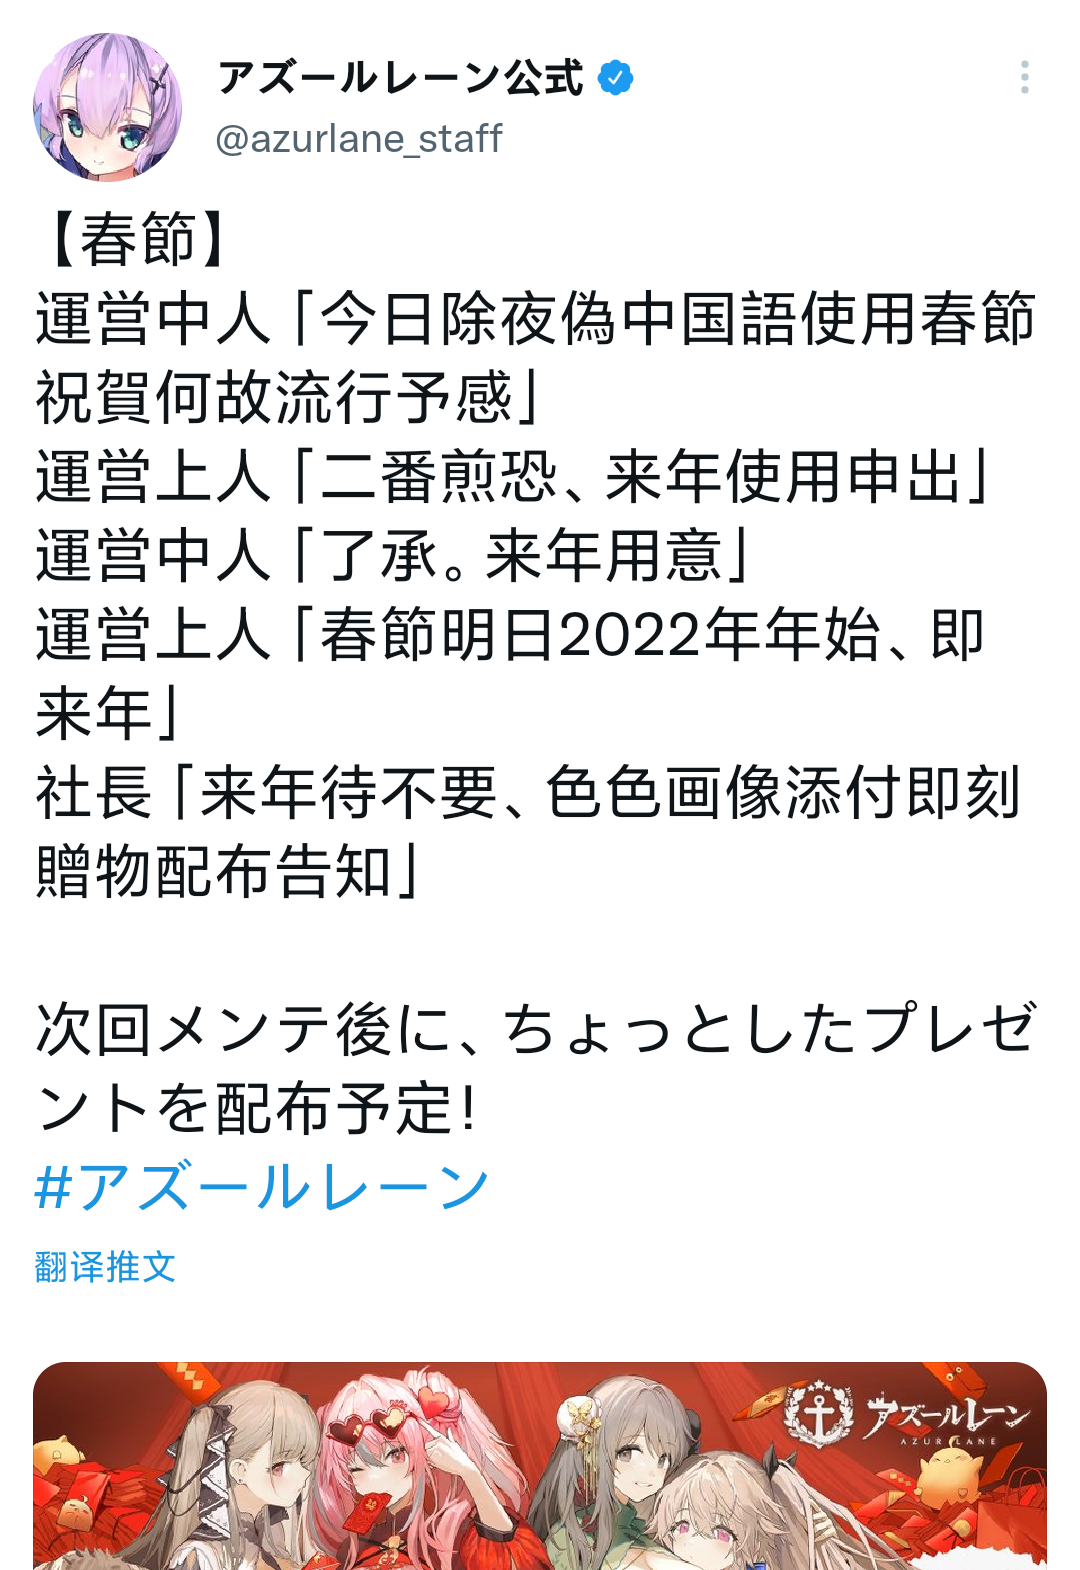 アズールレーン公式
@azurlane_staff
【春節】
運営中人「今日除夜偽中国語使用春節
祝賀何故流行予感」
運営上人「二番煎恐、来年使用申出」
運営中人「了承。来年用意」
運営上人「春節明日2022年年始、即
来年」
社長「来年待不要、色色画像添付即刻
贈物配布告知」
次回メンテ後に、ちょっとしたプレゼ
ントを配布予定!
#アズールレーン
翻译推文
アズールレーン
AZUR LANE